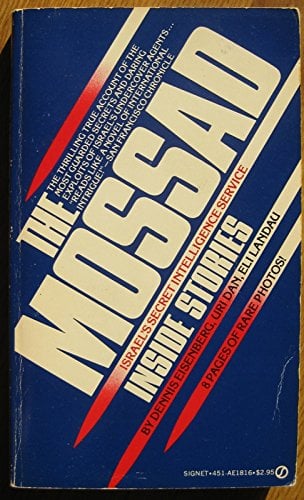 THE THRILLING TRUE ACCOUNT OF THE
MOST GUARDED SECRETS AND DARING
EXPLOITS OF ISRAEL'S UNDERCOVER AGENTS...
"READS LIKE A NOVEL OF INTERNATIONAL
INTRIGUE!"—SAN FRANCISCO CHRONICLE
THE
MOSSAD
ISRAEL'S SECRET INTELLIGENCE SERVICE
INSIDE STORIES
BY DENNIS EISENBERG, URI DAN, ELI LANDAU
8 PAGES OF RARE PHOTOS!
SIGNET•451-AE1816•$2.95